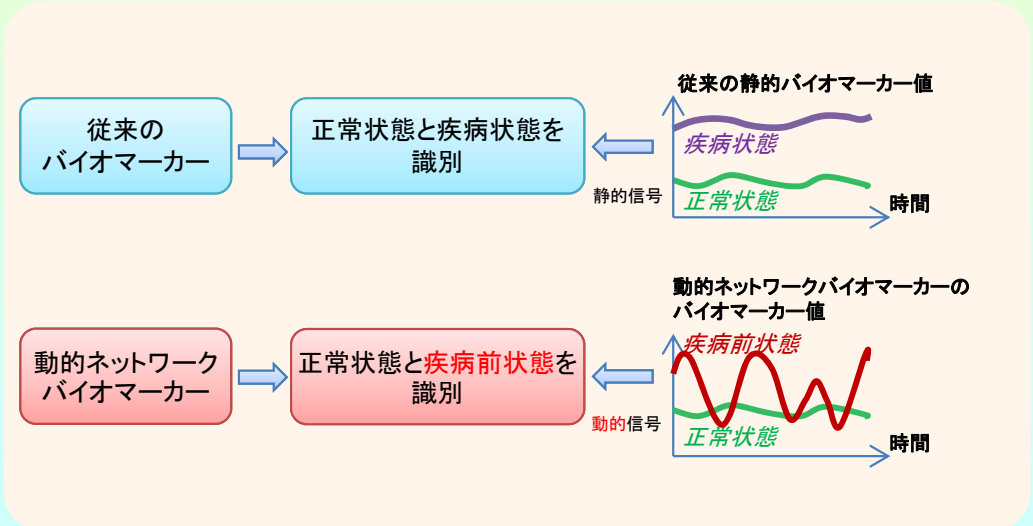 従来の
バイオマーカー
正常状態と疾病状態を
識別
従来の静的バイオマーカー値
疾病状態
正常状態
静的信号
時間
動的ネットワーク
バイオマーカー
正常状態と疾病前状態を
識別
動的ネットワークバイオマーカーの
バイオマーカー値
疾病前状態
正常状態
動的信号
時間